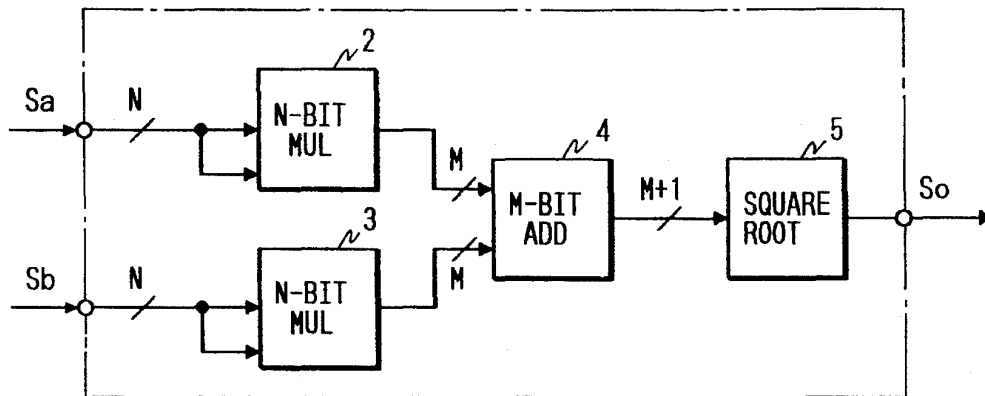 2
Sa
N
N-BIT
MUL
M
4
5
M-BIT
ADD
M+1
SQUARE
ROOT
So
3
M
Sb
N
N-BIT
MUL